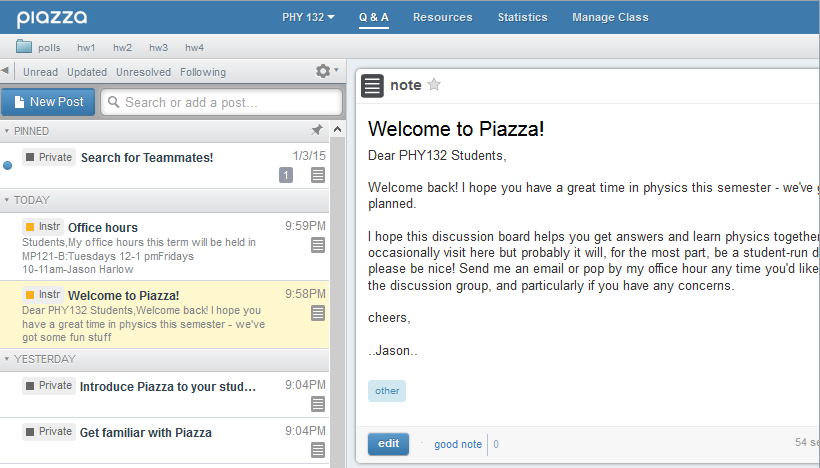 piazza
PHY 132
Q & A
Resources
Statistics
Manage Class
polls hw1 hw2 hw3 hw4
Unread Updated Unresolved Following
New Post
Search or add a post…
PINNED
Private Search for Teammates! 1/3/15
1
TODAY
Instr Office hours 9:59PM
Students,My office hours this term will be held in
MP121-B:Tuesdays 12-1 pmFridays
10-11am-Jason Harlow
Instr Welcome to Piazza! 9:58PM
Dear PHY132 Students,Welcome back! I hope you
have a great time in physics this semester - we've
got some fun stuff
YESTERDAY
Private Introduce Piazza to your stud… 9:04PM
Private Get familiar with Piazza 9:04PM
note
Welcome to Piazza!
Dear PHY132 Students,
Welcome back! I hope you have a great time in physics this semester - we've
planned.
I hope this discussion board helps you get answers and learn physics together
occasionally visit here but probably it will, for the most part, be a student-run d
please be nice! Send me an email or pop by my office hour any time you'd like
the discussion group, and particularly if you have any concerns.
cheers,
..Jason..
other
edit · good note 0
54 se